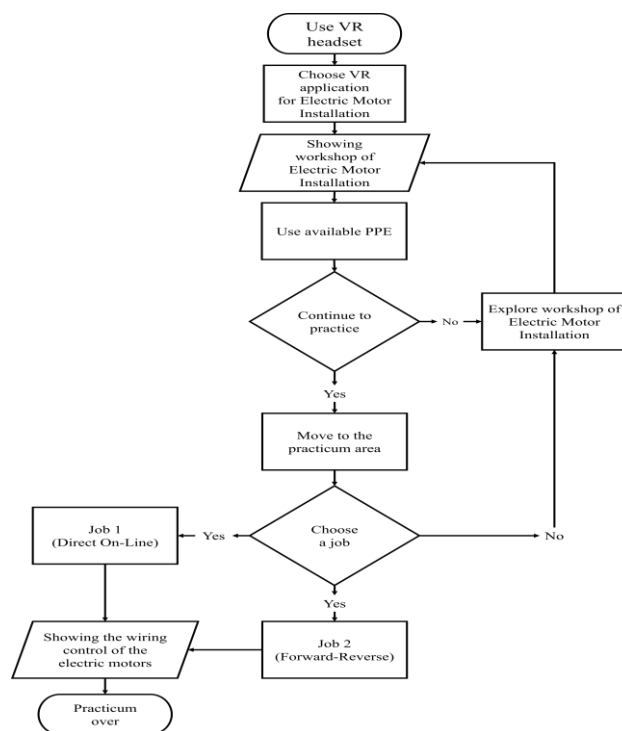 Use VR
headset
Choose VR
application
for Electric Motor
Installation
Showing
workshop of
Electric Motor
Installation
Use available PPE
Continue to
practice
No
Explore workshop of
Electric Motor
Installation
Yes
Move to the
practicum area
Choose
a job
Yes
No
Job 1
(Direct On-Line)
Yes
Job 2
(Forward-Reverse)
Showing the wiring
control of the
electric motors
Practicum
over